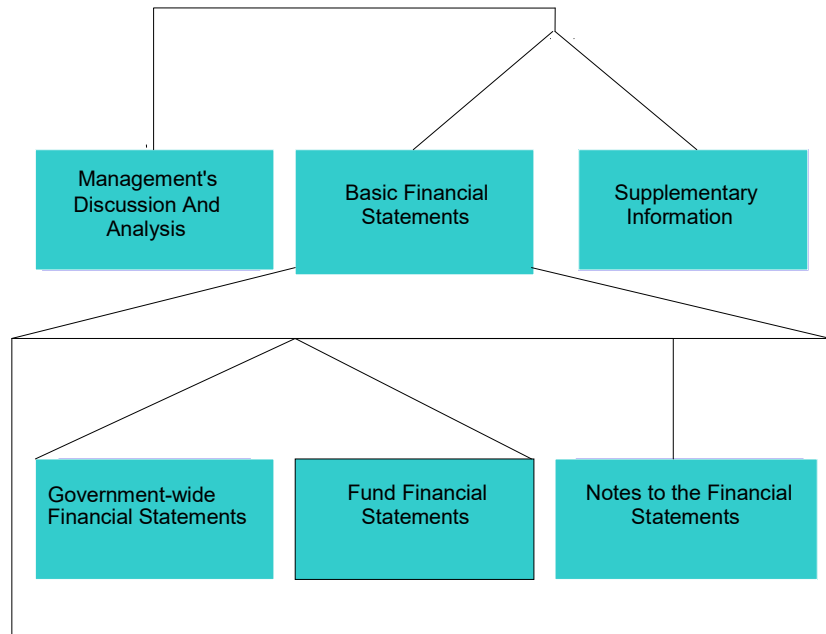 Management's
Discussion And
Analysis
Basic Financial
Statements
Supplementary
Information
Government-wide
Financial Statements
Fund Financial
Statements
Notes to the Financial
Statements